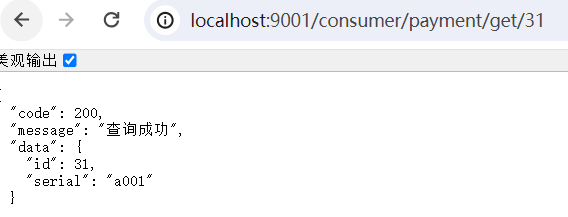 localhost:9001/consumer/payment/get/31
美观输出
{
"code": 200,
"message": "查询成功",
"data": {
"id": 31,
"serial": "a001"
}